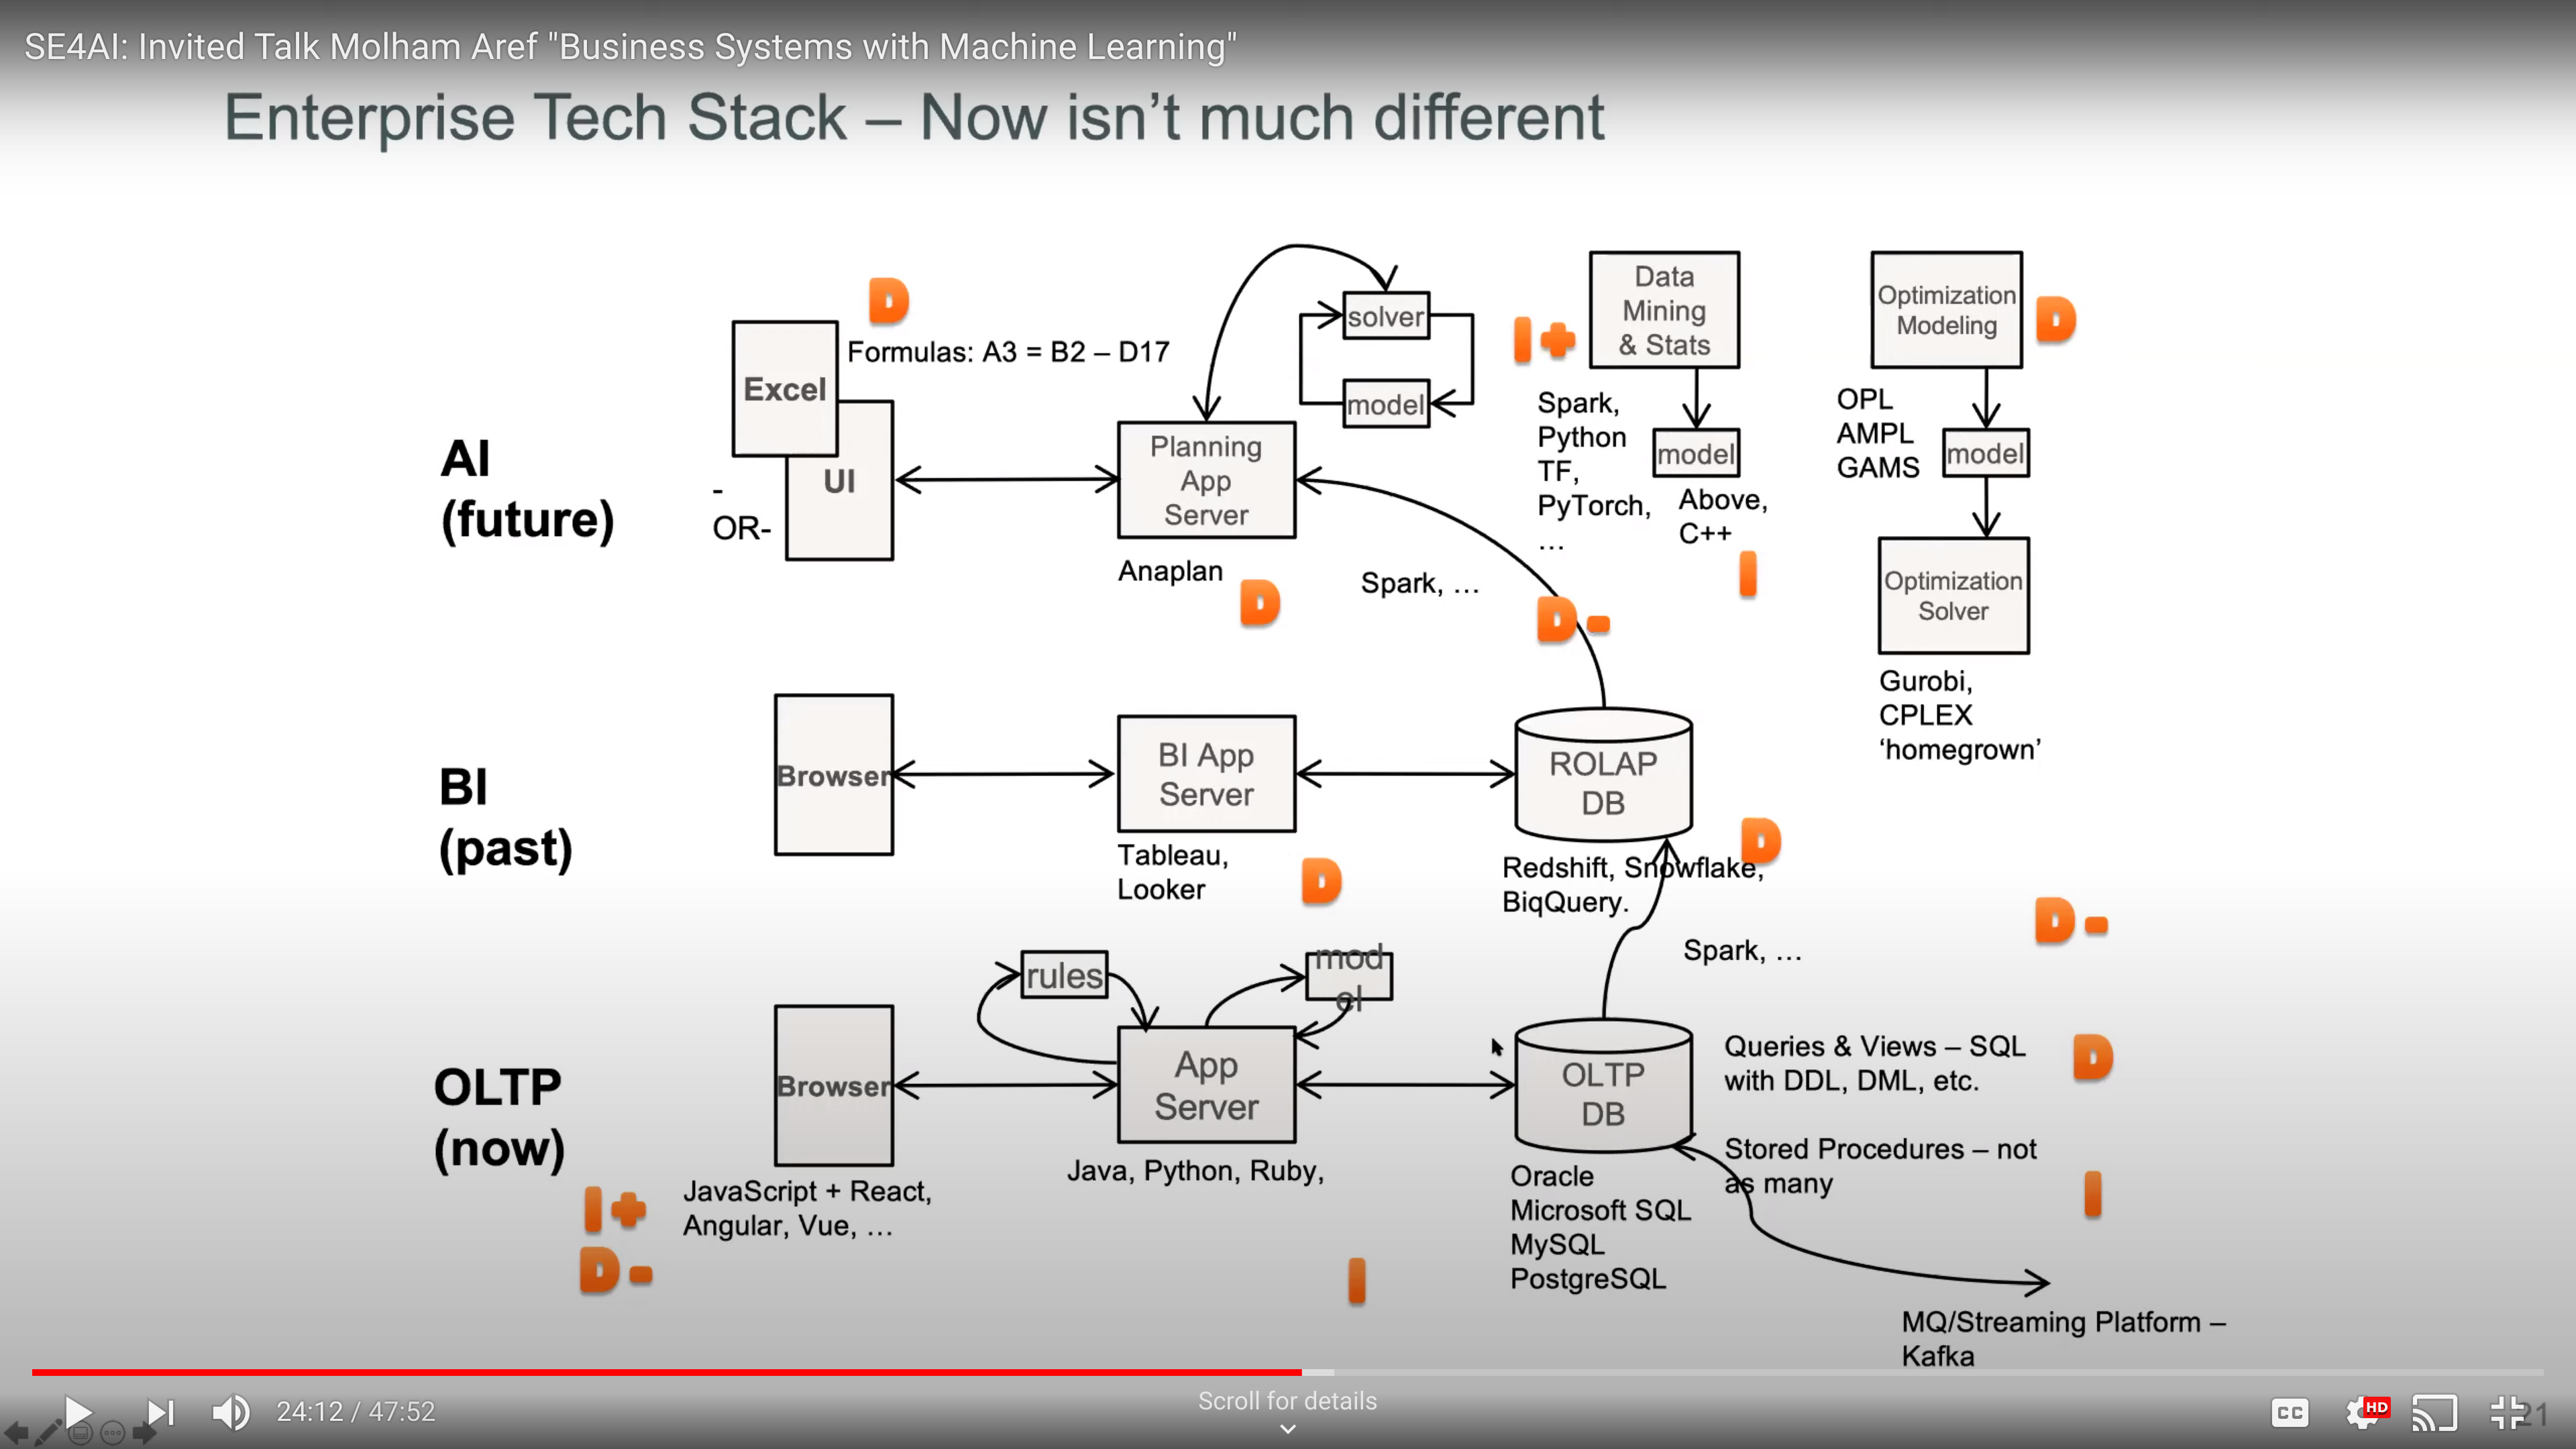 SE4AI: Invited Talk Molham Aref "Business Systems with Machine Learning"
Enterprise Tech Stack – Now isn’t much different
AI
(future)
Excel
UI
-
OR-
D
Formulas: A3 = B2 – D17
Planning
App
Server
Anaplan
D
solver
model
Spark, …
D-
I+
Data
Mining
& Stats
Spark,
Python
TF,
PyTorch,
…
model
Above,
C++
I
Optimization
Modeling
D
OPL
AMPL
GAMS
model
Optimization
Solver
Gurobi,
CPLEX
‘homegrown’
BI
(past)
Browser
BI App
Server
Tableau,
Looker
D
ROLAP
DB
Redshift, Snowflake,
BiqQuery.
D
Spark, …
D-
OLTP
(now)
Browser
JavaScript + React,
Angular, Vue, …
I+
D-
rules
mod
el
App
Server
Java, Python, Ruby,
I
OLTP
DB
Oracle
Microsoft SQL
MySQL
PostgreSQL
Queries & Views – SQL
with DDL, DML, etc.
D
Stored Procedures – not
as many
I
MQ/Streaming Platform –
Kafka
24:12 / 47:52
Scroll for details
CC
HD
21